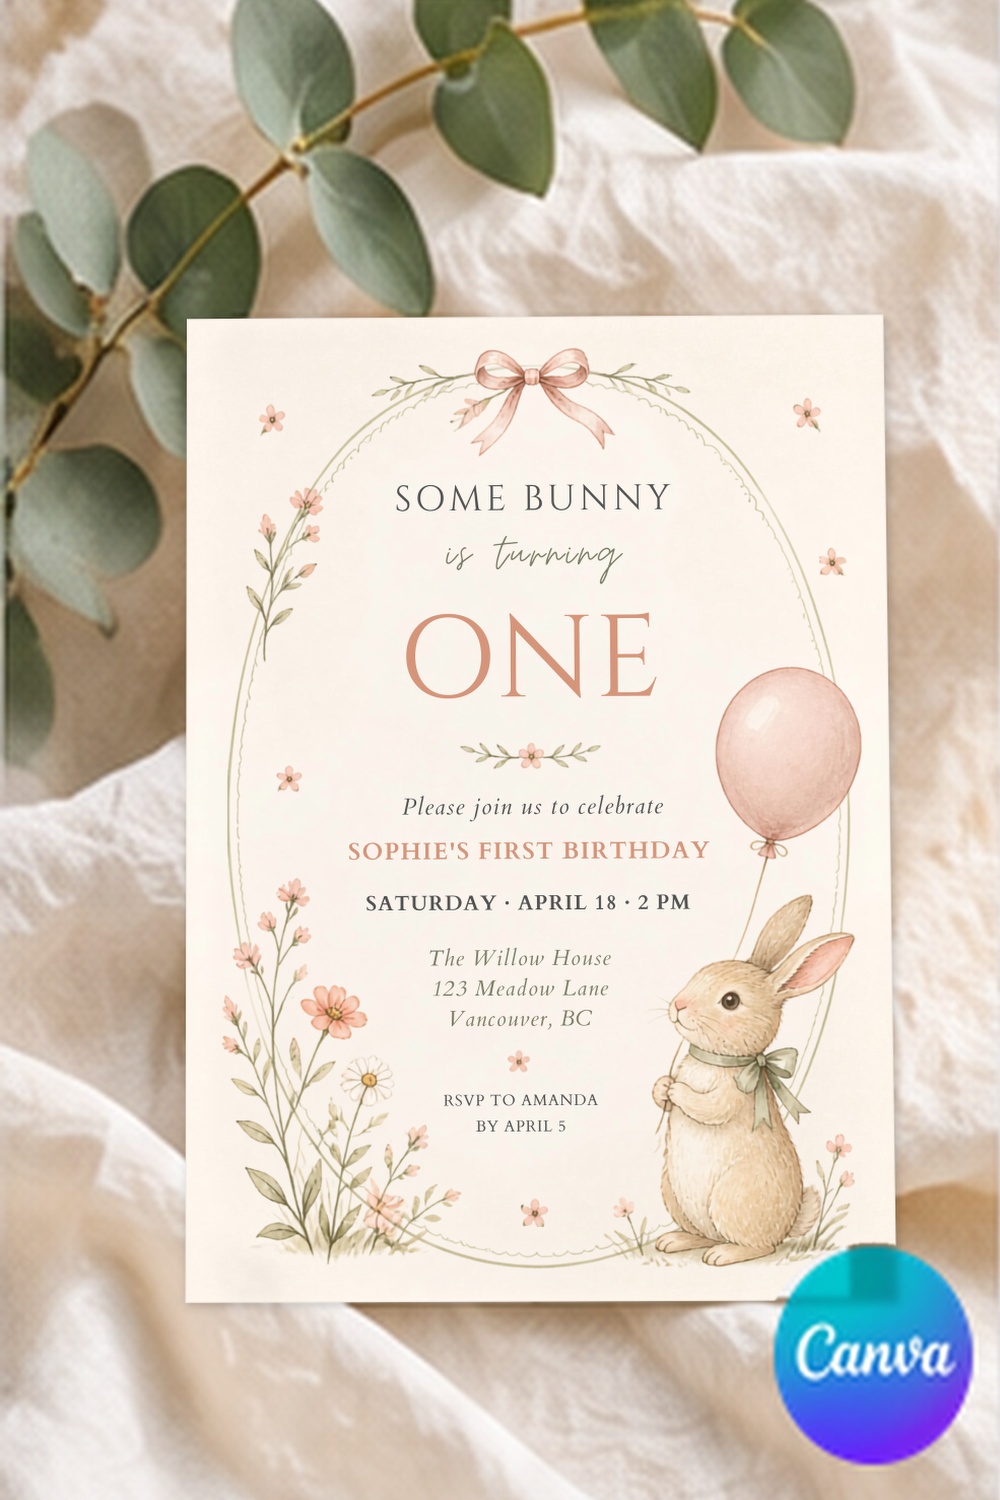 SOME BUNNY
is turning
ONE
Please join us to celebrate
SOPHIE'S FIRST BIRTHDAY
SATURDAY · APRIL 18 · 2 PM
The Willow House
123 Meadow Lane
Vancouver, BC
RSVP TO AMANDA
BY APRIL 5
Canva